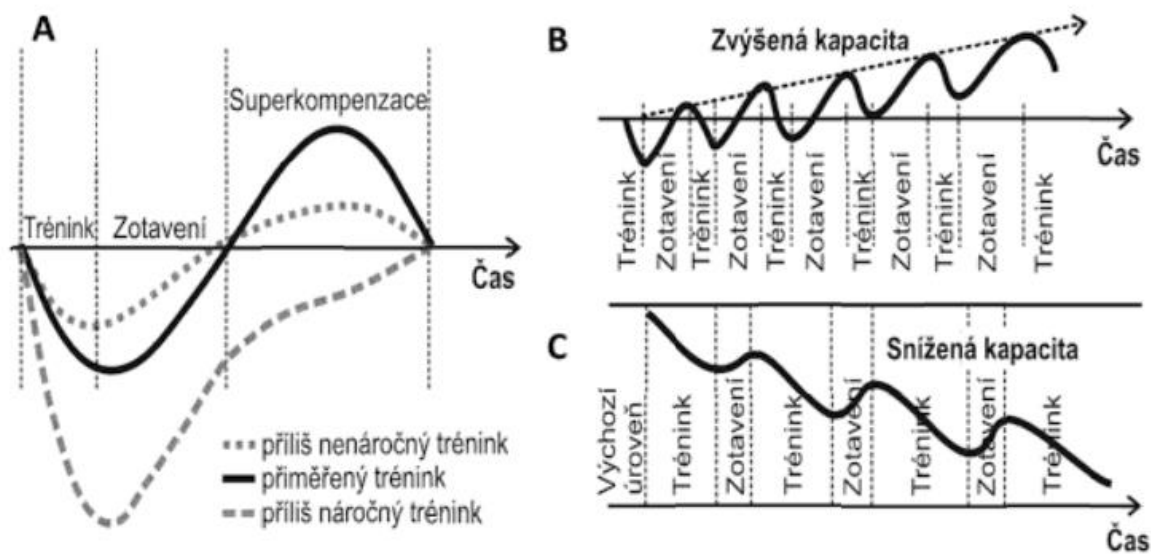 A
Superkompenzace
Trénink
Zotavení
Čas
příliš nenáročný trénink
přiměřený trénink
příliš náročný trénink
B
Zvýšená kapacita
Čas
Trénink
Zotavení
Trénink
Zotavení
Trénink
Zotavení
Trénink
Zotavení
Trénink
Zotavení
Trénink
C
Snížená kapacita
Výchozí
úroveň
Trénink
Zotavení
Trénink
Zotavení
Trénink
Zotavení
Trénink
Čas